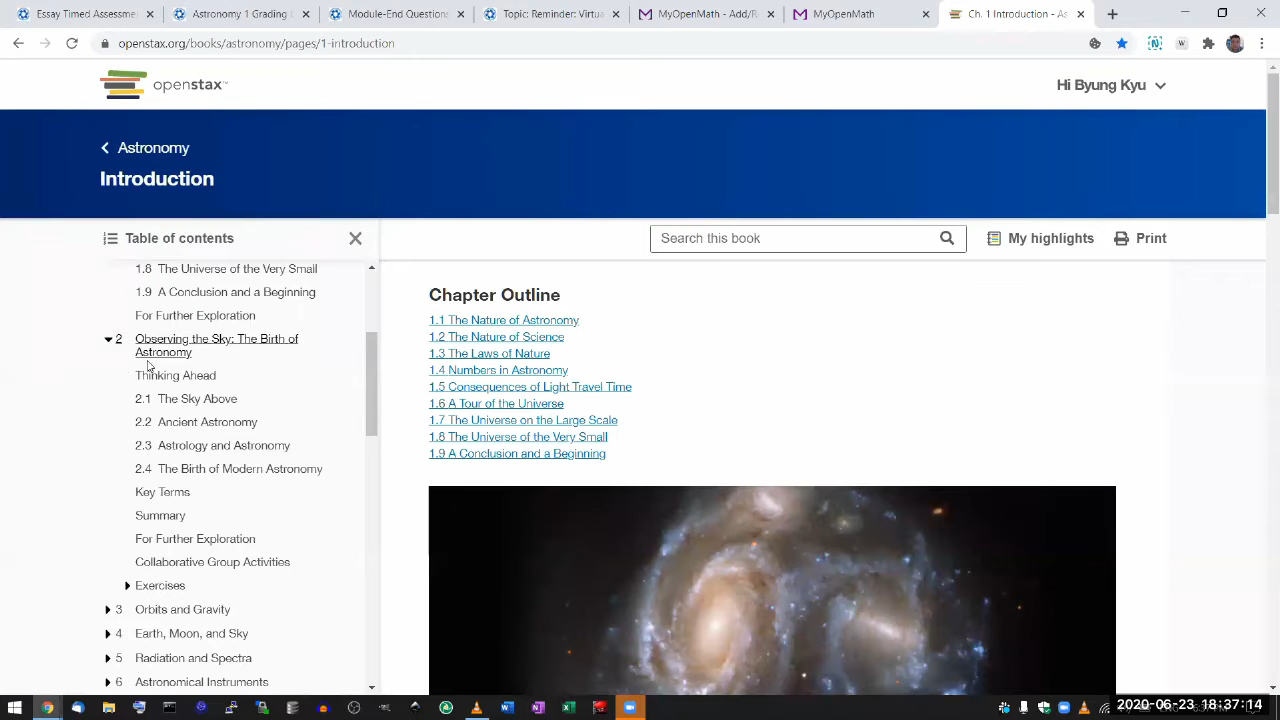 Essay Timed
Canvas: 1 Grading
Module-End Questions
Topic Reminder: Virtua
MyOpenMath - Add/R
MyOpenMath
Ch. 1 Introduction - As
openstax.org/books/astronomy/pages/1-introduction
openstax™
Hi Byung Kyu
Astronomy
Introduction
Table of contents
Search this book
My highlights
Print
1.8 The Universe of the Very Small
1.9 A Conclusion and a Beginning
For Further Exploration
2 Observing the Sky: The Birth of
Astronomy
Thinking Ahead
2.1 The Sky Above
2.2 Ancient Astronomy
2.3 Astrology and Astronomy
2.4 The Birth of Modern Astronomy
Key Terms
Summary
For Further Exploration
Collaborative Group Activities
Exercises
3 Orbits and Gravity
4 Earth, Moon, and Sky
5 Radiation and Spectra
6 Astronomical Instruments
Chapter Outline
1.1 The Nature of Astronomy
1.2 The Nature of Science
1.3 The Laws of Nature
1.4 Numbers in Astronomy
1.5 Consequences of Light Travel Time
1.6 A Tour of the Universe
1.7 The Universe on the Large Scale
1.8 The Universe of the Very Small
1.9 A Conclusion and a Beginning
2020-06-23 18:37:14